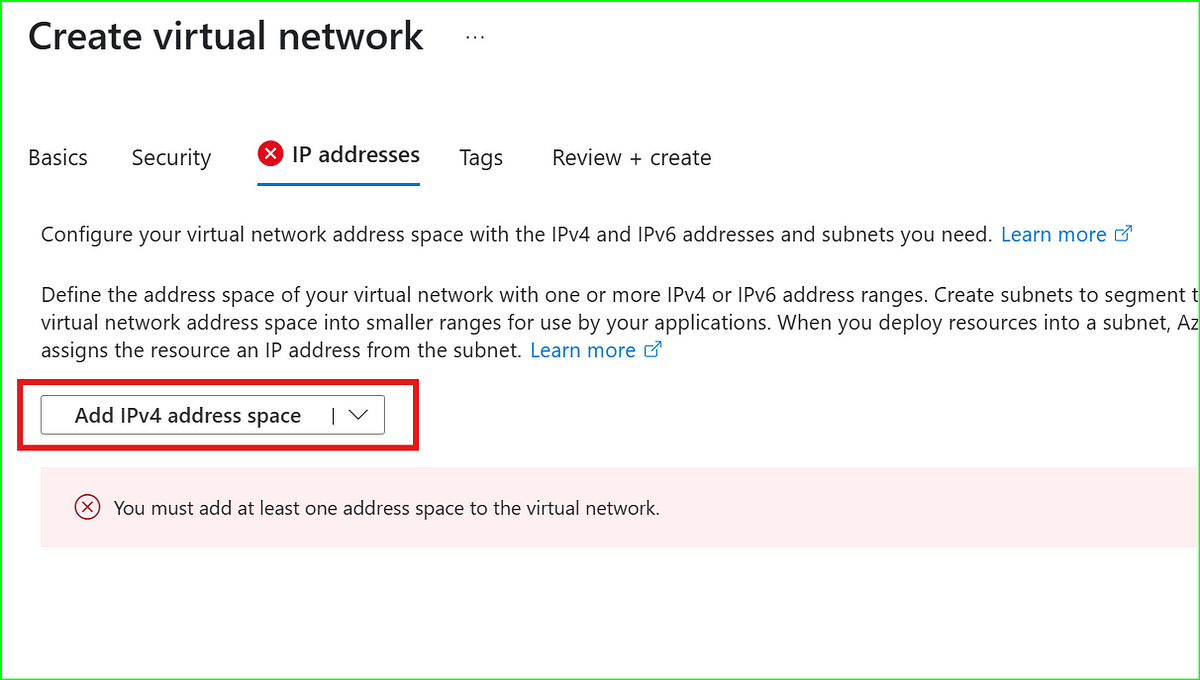 Create virtual network ...
Basics Security IP addresses Tags Review + create
Configure your virtual network address space with the IPv4 and IPv6 addresses and subnets you need. Learn more
Define the address space of your virtual network with one or more IPv4 or IPv6 address ranges. Create subnets to segment t
virtual network address space into smaller ranges for use by your applications. When you deploy resources into a subnet, Az
assigns the resource an IP address from the subnet. Learn more
Add IPv4 address space |
You must add at least one address space to the virtual network.